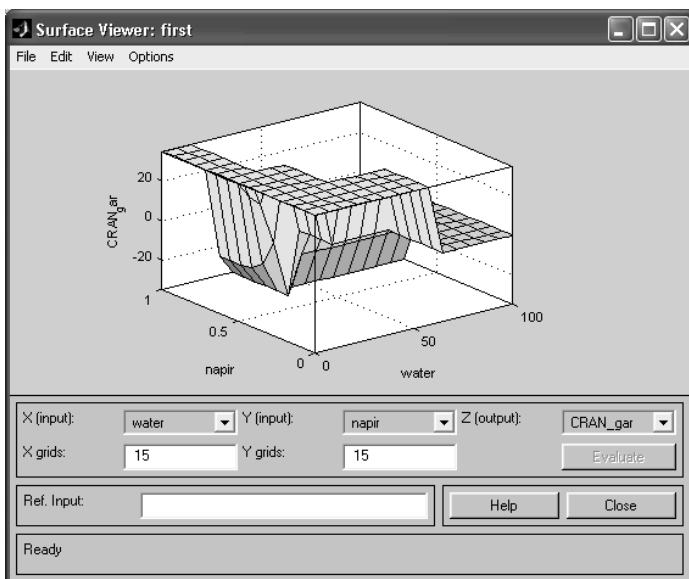 Surface Viewer: first
File Edit View Options
CRAN_gar
20
0
-20
1
0.5
0
napir
0
50
100
water
X (input): water Y (input): napir Z (output): CRAN_gar
X grids: 15 Y grids: 15 Evaluate
Ref. Input: Help Close
Ready